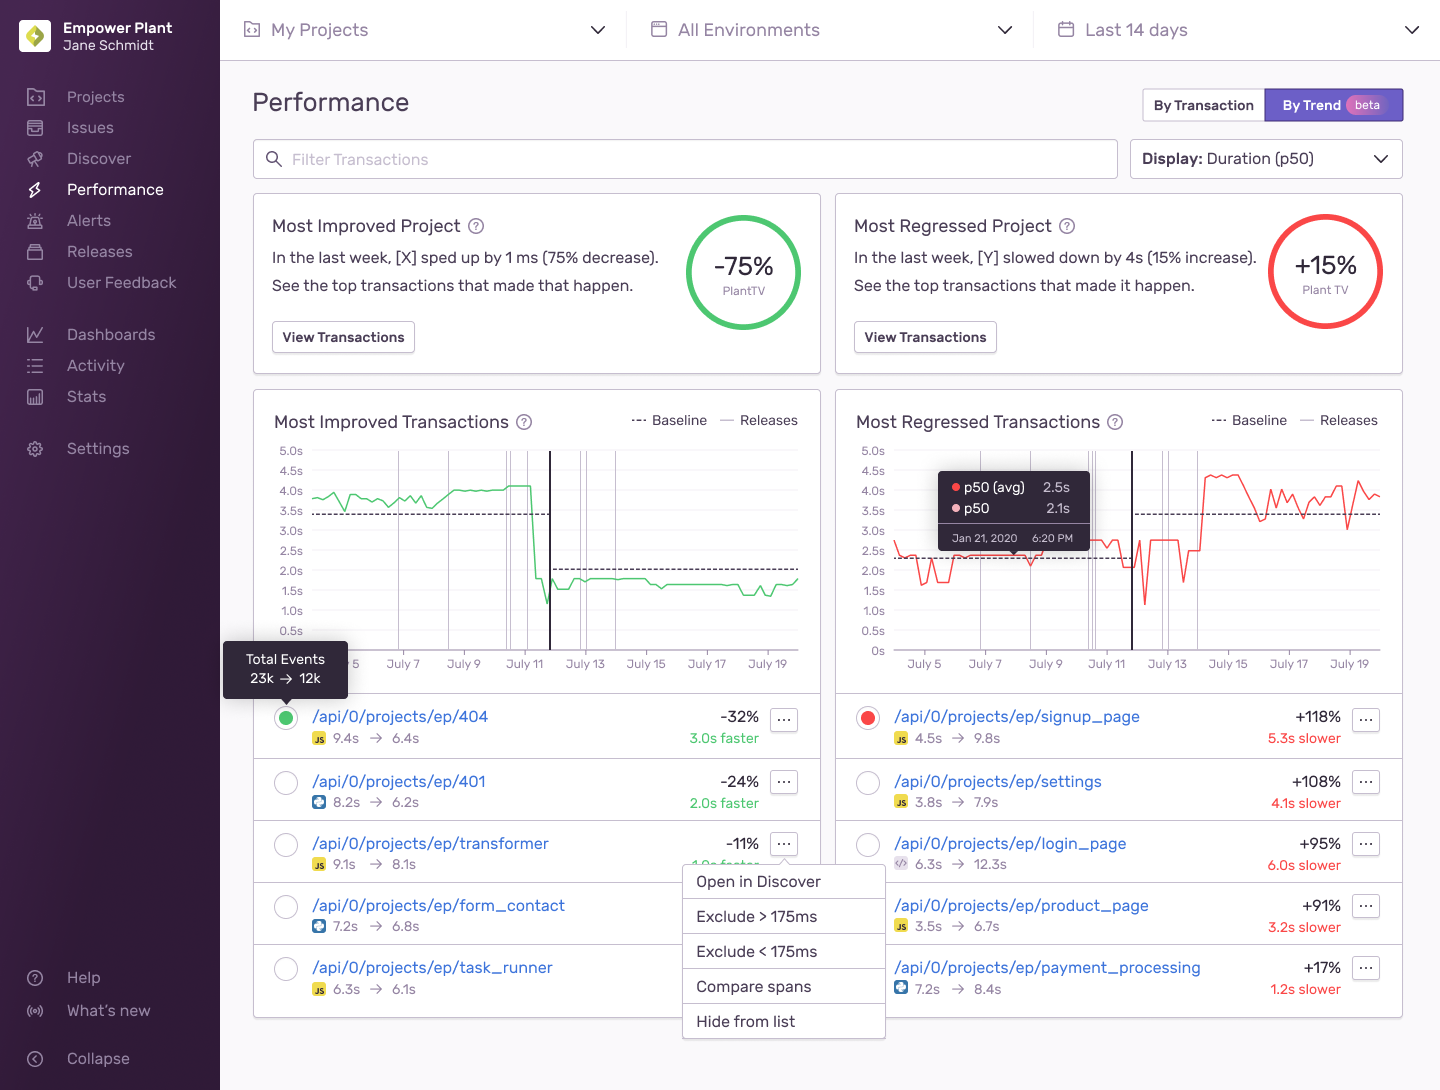 Empower Plant
Jane Schmidt
Projects
Issues
Discover
Performance
Alerts
Releases
User Feedback
Dashboards
Activity
Stats
Settings
Help
What's new
Collapse
My Projects
All Environments
Last 14 days
Performance
By Transaction
By Trend beta
Filter Transactions
Display: Duration (p50)
Most Improved Project ?
In the last week, [X] sped up by 1 ms (75% decrease).
See the top transactions that made that happen.
View Transactions
-75%
PlantTV
Most Regressed Project ?
In the last week, [Y] slowed down by 4s (15% increase).
See the top transactions that made it happen.
View Transactions
+15%
Plant TV
Most Improved Transactions ?
Baseline
Releases
5.0s
4.5s
4.0s
3.5s
3.0s
2.5s
2.0s
1.5s
1.0s
0.5s
5
July 7
July 9
July 11
July 13
July 15
July 17
July 19
Total Events
23k → 12k
/api/0/projects/ep/404
-32%
JS 9.4s → 6.4s
3.0s faster
/api/0/projects/ep/401
-24%
8.2s → 6.2s
2.0s faster
/api/0/projects/ep/transformer
-11%
JS 9.1s → 8.1s
/api/0/projects/ep/form_contact
7.2s → 6.8s
/api/0/projects/ep/task_runner
JS 6.3s → 6.1s
Open in Discover
Exclude > 175ms
Exclude < 175ms
Compare spans
Hide from list
Most Regressed Transactions ?
Baseline
Releases
5.0s
4.5s
4.0s
3.5s
3.0s
2.5s
2.0s
1.5s
1.0s
0.5s
0s
July 5
July 7
July 9
July 11
July 13
July 15
July 17
July 19
p50 (avg) 2.5s
p50 2.1s
Jan 21, 2020 6:20 PM
/api/0/projects/ep/signup_page
+118%
JS 4.5s → 9.8s
5.3s slower
/api/0/projects/ep/settings
+108%
JS 3.8s → 7.9s
4.1s slower
/api/0/projects/ep/login_page
+95%
6.3s → 12.3s
6.0s slower
/api/0/projects/ep/product_page
+91%
JS 3.5s → 6.7s
3.2s slower
/api/0/projects/ep/payment_processing
+17%
7.2s → 8.4s
1.2s slower